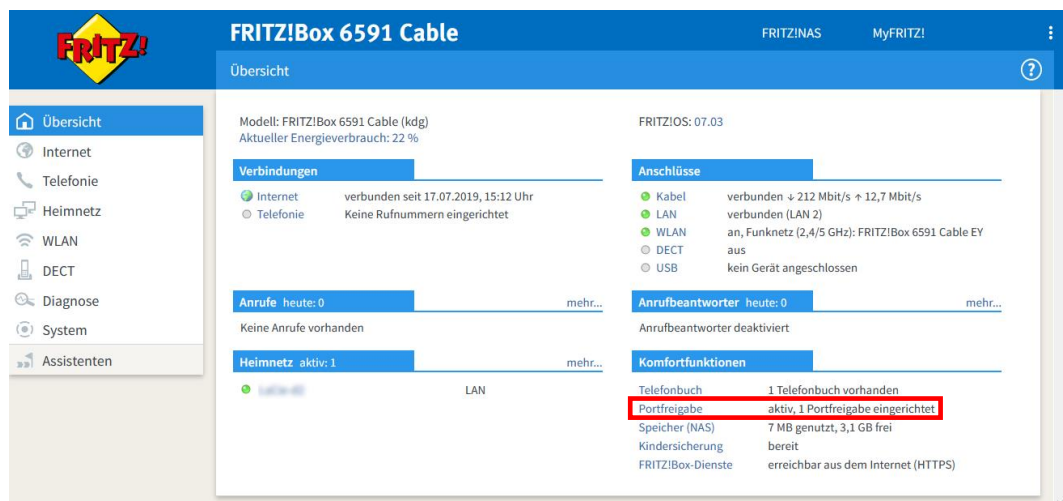 FRITZ!
FRITZ!Box 6591 Cable
FRITZ!NAS
MyFRITZ!
Übersicht
?
Übersicht
Internet
Telefonie
Heimnetz
WLAN
DECT
Diagnose
System
Assistenten
Modell: FRITZ!Box 6591 Cable (kdg)
Aktueller Energieverbrauch: 22 %
FRITZ!OS: 07.03
Verbindungen
Internet verbunden seit 17.07.2019, 15:12 Uhr
Telefonie Keine Rufnummern eingerichtet
Anschlüsse
Kabel verbunden ↓ 212 Mbit/s ↑ 12,7 Mbit/s
LAN verbunden (LAN 2)
WLAN an, Funknetz (2,4/5 GHz): FRITZ!Box 6591 Cable EY
DECT aus
USB kein Gerät angeschlossen
Anrufe heute: 0 mehr...
Keine Anrufe vorhanden
Anrufbeantworter heute: 0 mehr...
Anrufbeantworter deaktiviert
Heimnetz aktiv: 1 mehr...
LAN
Komfortfunktionen
Telefonbuch 1 Telefonbuch vorhanden
Portfreigabe aktiv, 1 Portfreigabe eingerichtet
Speicher (NAS) 7 MB genutzt, 3,1 GB frei
Kindersicherung bereit
FRITZ!Box-Dienste erreichbar aus dem Internet (HTTPS)